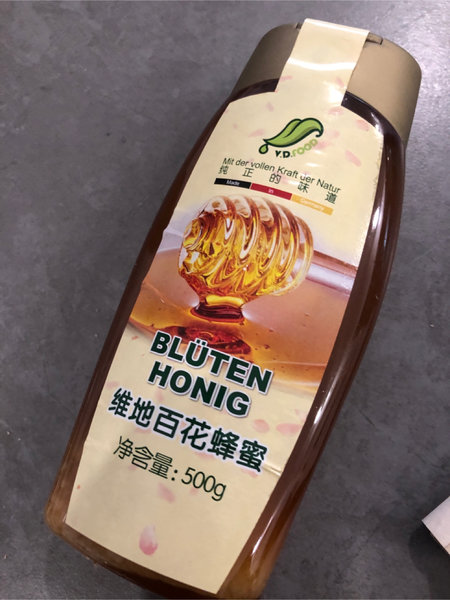 V.D.FOOD
Mit der vollen Kraft der Natur
纯正的味道
Made in Germany
BLÜTEN
HONIG
维地百花蜂蜜
净含量:500g